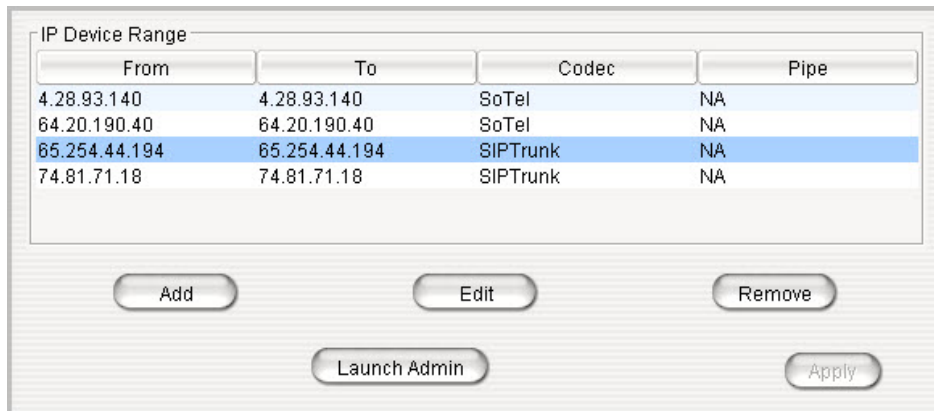 IP Device Range
From To Codec Pipe
4.28.93.140 4.28.93.140 SoTel NA
64.20.190.40 64.20.190.40 SoTel NA
65.254.44.194 65.254.44.194 SIPTrunk NA
74.81.71.18 74.81.71.18 SIPTrunk NA
Add Edit Remove
Launch Admin Apply